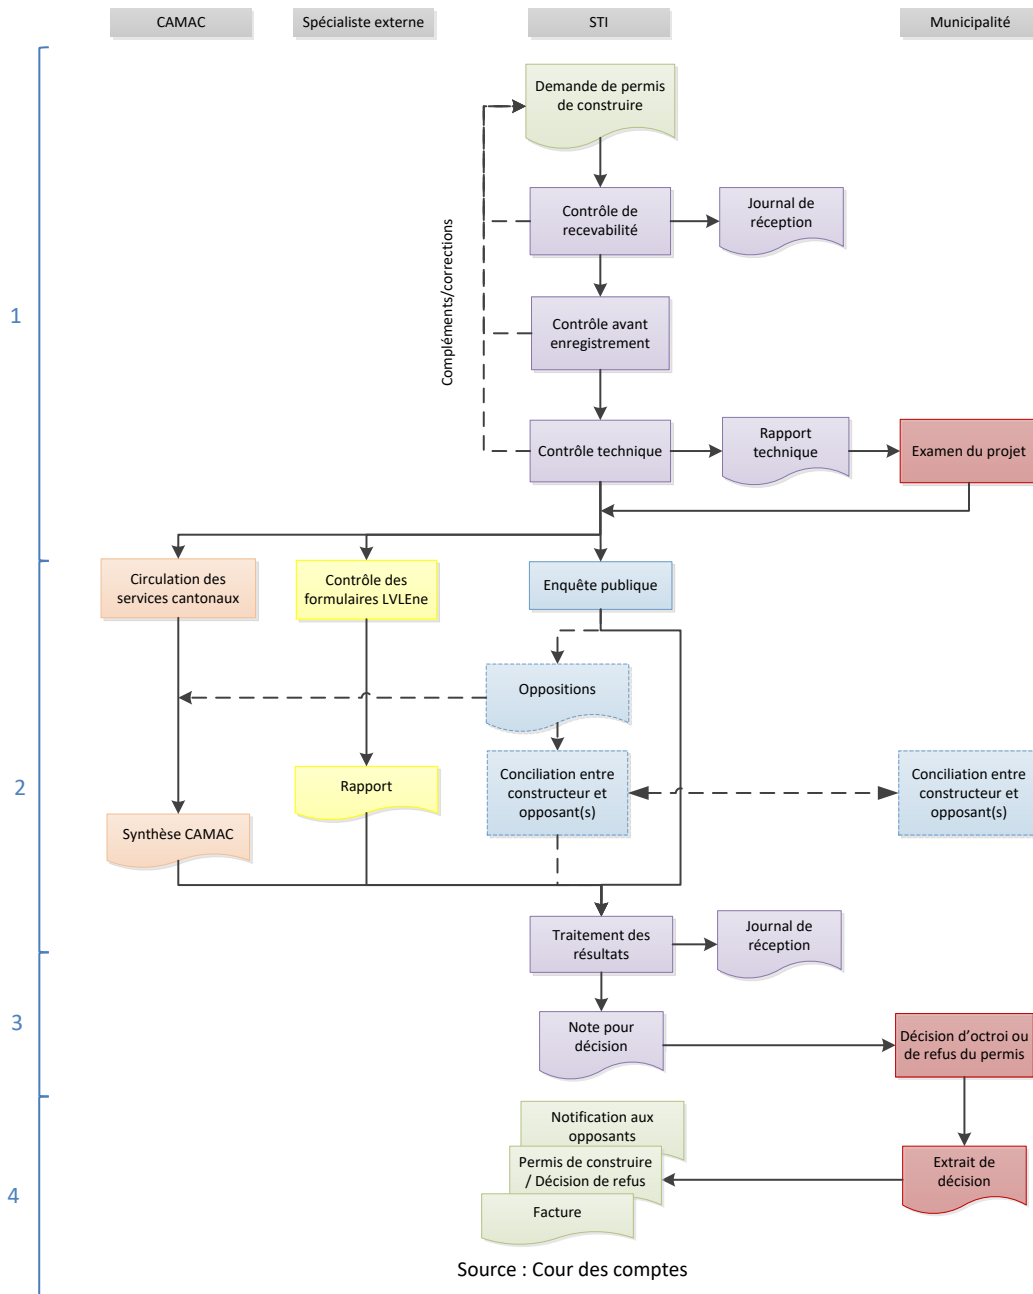 CAMAC
Spécialiste externe
STI
Municipalité
Demande de permis
de construire
Compléments/corrections
1
Contrôle de
recevabilité
Journal de
réception
Contrôle avant
enregistrement
Contrôle technique
Rapport
technique
Examen du projet
Circulation des
services cantonaux
Contrôle des
formulaires LVLEne
Enquête publique
Oppositions
2
Conciliation entre
constructeur et
opposant(s)
Conciliation entre
constructeur et
opposant(s)
Rapport
Synthèse CAMAC
Traitement des
résultats
Journal de
réception
3
Note pour
décision
Décision d'octroi ou
de refus du permis
4
Notification aux
opposants
Permis de construire
/ Décision de refus
Facture
Extrait de
décision
Source : Cour des comptes